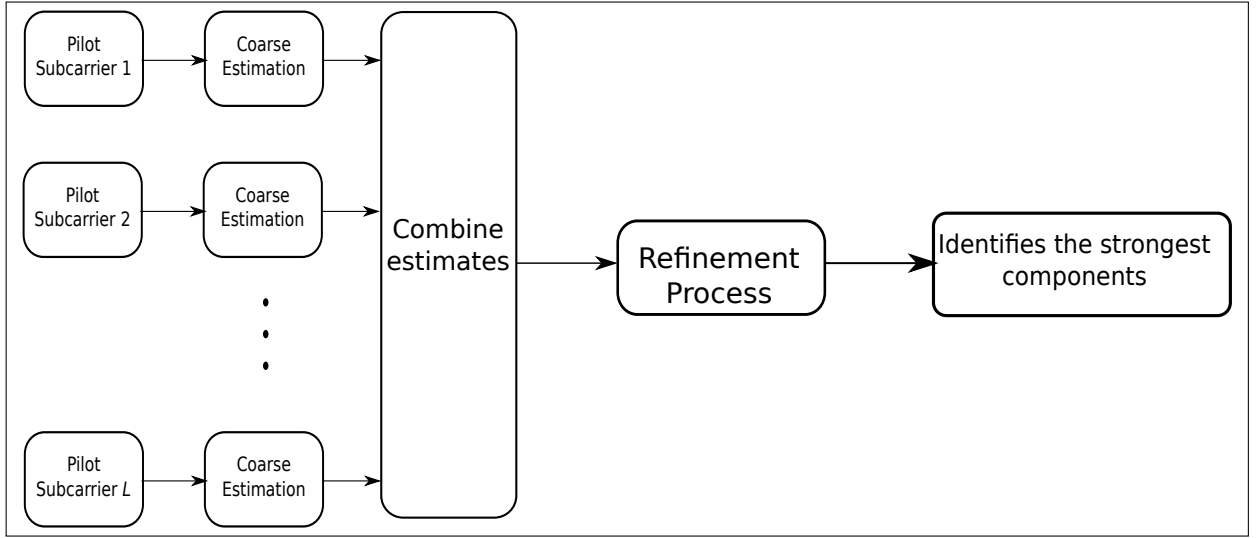 Pilot
Subcarrier 1
Coarse
Estimation
Pilot
Subcarrier 2
Coarse
Estimation
Pilot
Subcarrier L
Coarse
Estimation
Combine
estimates
Refinement
Process
Identifies the strongest
components